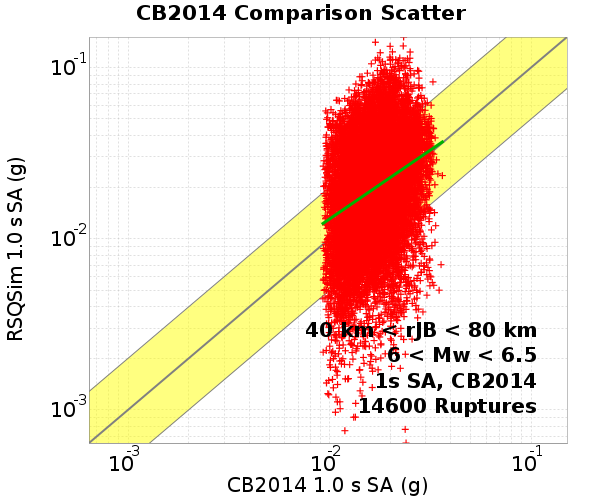 CB2014 Comparison Scatter
RSQSim 1.0 s SA (g)
10-1
10-2
10-3
40 km < rJB < 80 km
6 < Mw < 6.5
1s SA, CB2014
14600 Ruptures
10-3 10-2 10-1
CB2014 1.0 s SA (g)